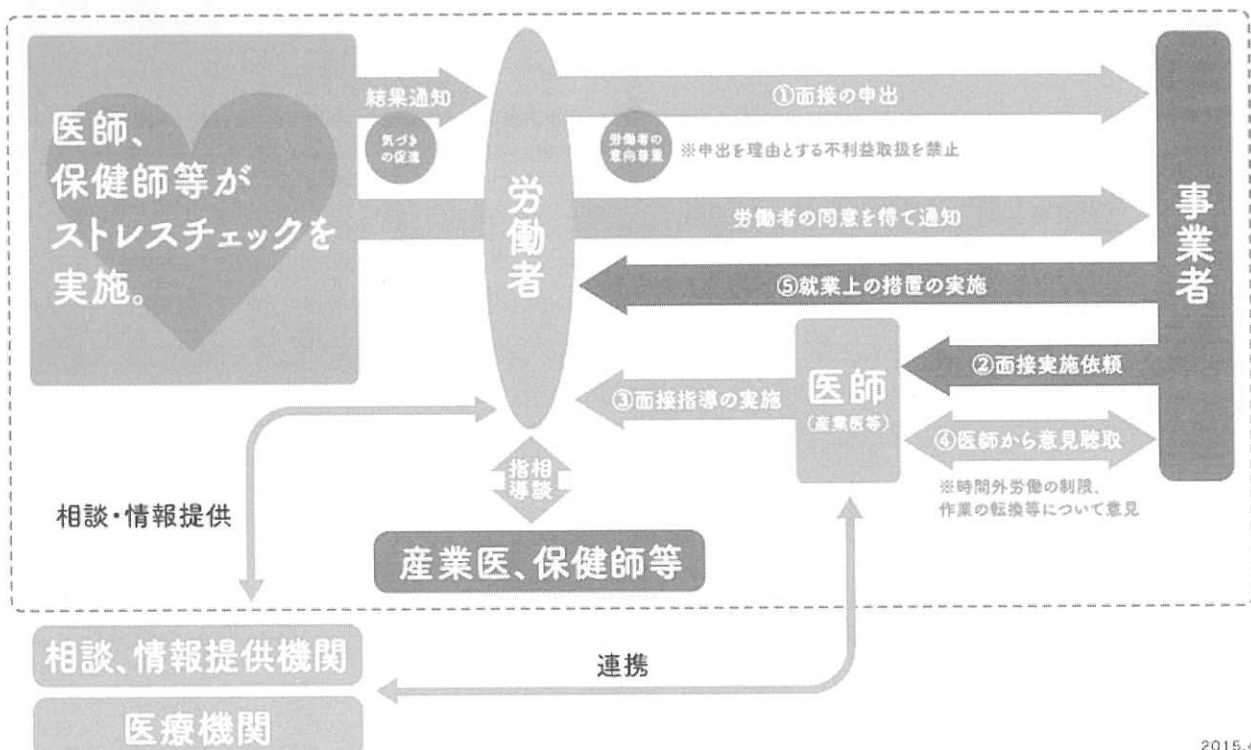 医師、
保健師等が
ストレスチェックを
実施。
結果通知
気づき
の促進
労働者
①面接の申出
労働者の
意向尊重
※申出を理由とする不利益取扱を禁止
労働者の同意を得て通知
⑤就業上の措置の実施
事業者
②面接実施依頼
医師
(産業医等)
③面接指導の実施
④医師から意見聴取
※時間外労働の制限、
作業の転換等について意見
相談
指導
産業医、保健師等
相談・情報提供
相談、情報提供機関
連携
医療機関
2015.